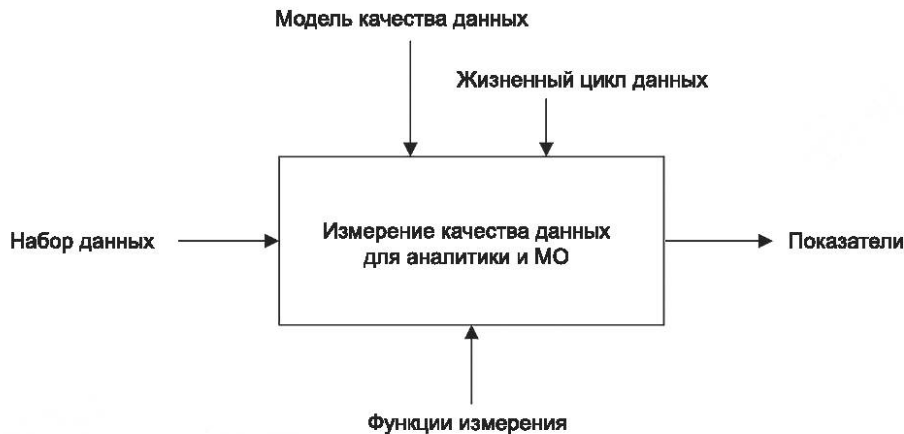 Модель качества данных
Жизненный цикл данных
Набор данных
Измерение качества данных
для аналитики и МО
Показатели
Функции измерения